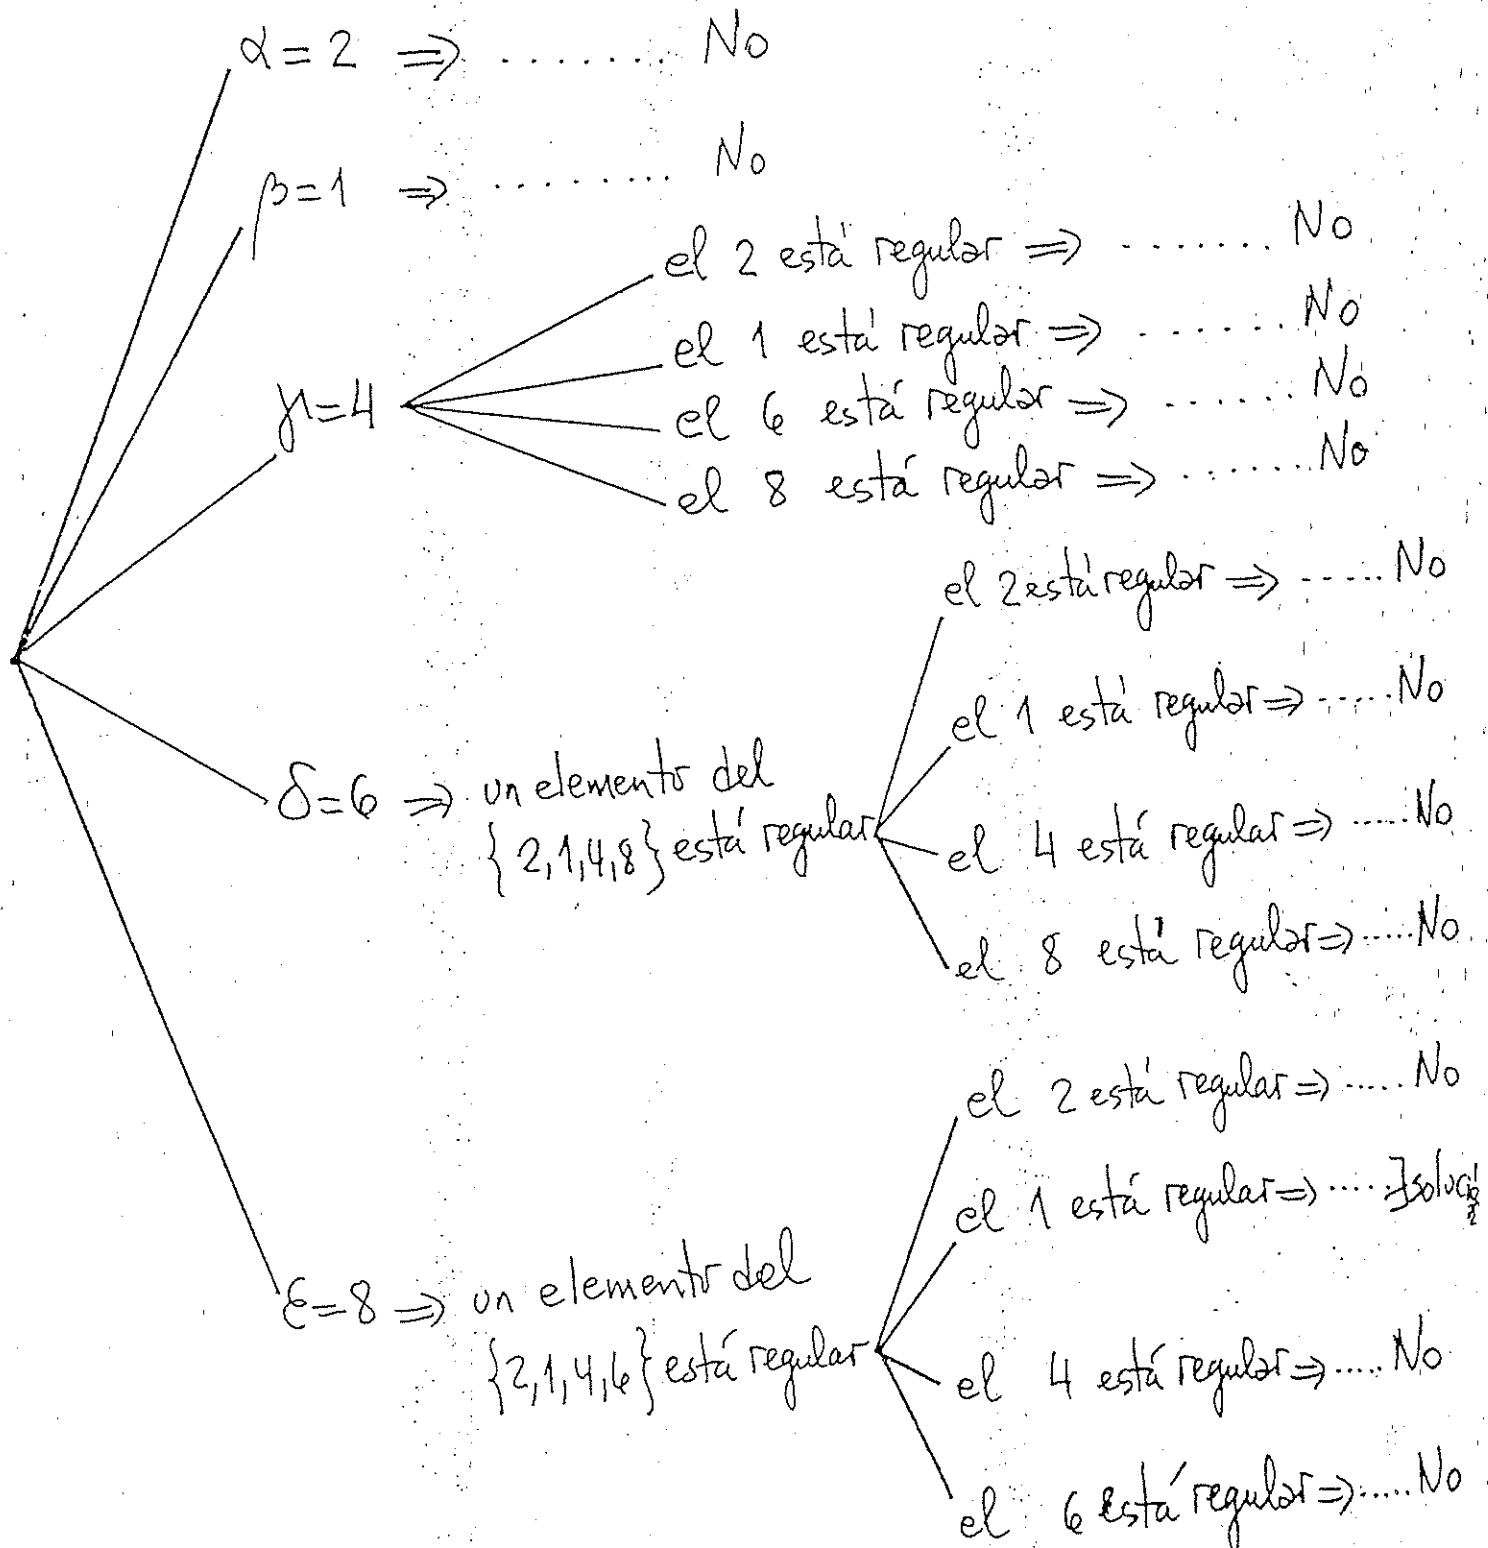 α=2 ⇒ ........ No
β=1 ⇒ ......... No
γ=4
el 2 está regular ⇒ ....... No
el 1 está regular ⇒ ....... No
el 6 está regular ⇒ ...... No
el 8 está regular ⇒ ...... No
δ=6 ⇒ un elemento del
{2,1,4,8} está regular
el 2 está regular ⇒ ..... No
el 1 está regular ⇒ ..... No
el 4 está regular ⇒ ..... No
el 8 está regular ⇒ ..... No
ε=8 ⇒ un elemento del
{2,1,4,6} está regular
el 2 está regular ⇒ ..... No
el 1 está regular ⇒ ..... ∃ solución
el 4 está regular ⇒ ..... No
el 6 está regular ⇒ ..... No